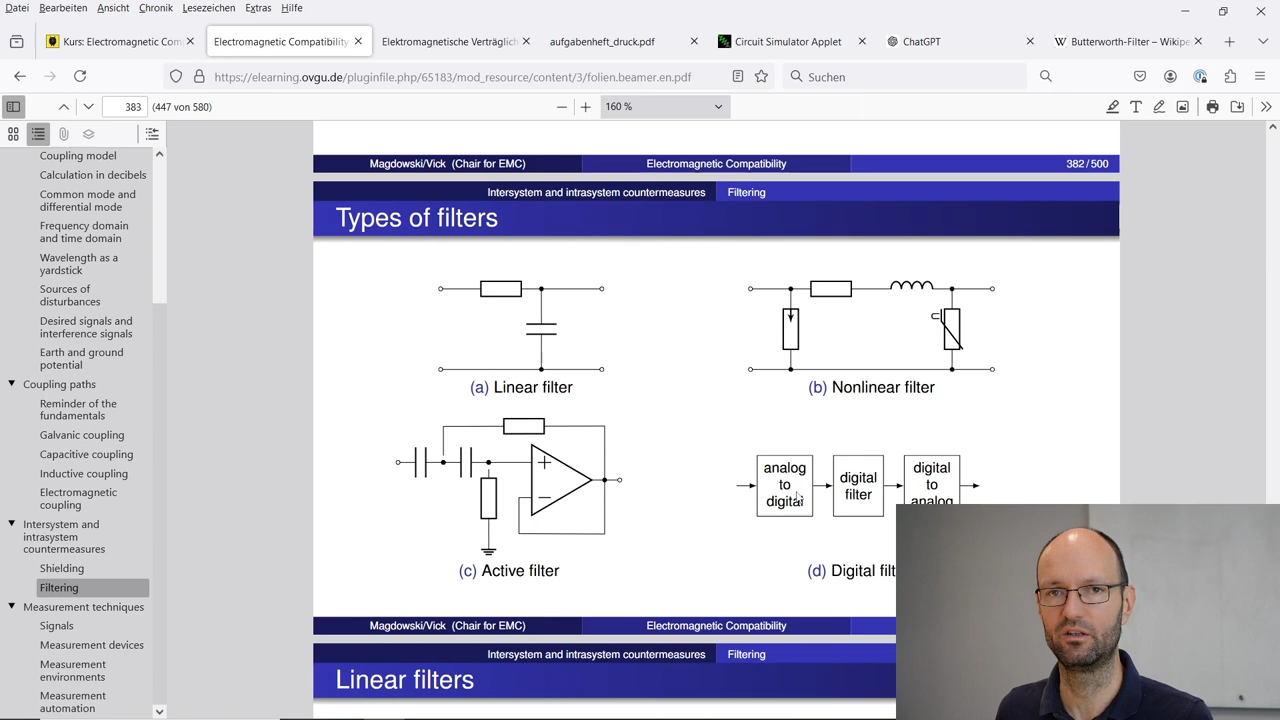 Datei Bearbeiten Ansicht Chronik Lesezeichen Extras Hilfe
Kurs: Electromagnetic Com
Electromagnetic Compatibility
Elektromagnetische Verträglich
aufgabenheft_druck.pdf
Circuit Simulator Applet
ChatGPT
Butterworth-Filter – Wikipe
https://elearning.ovgu.de/pluginfile.php/65183/mod_resource/content/3/folien.beamer.en.pdf
Suchen
383 (447 von 580)
160 %
Coupling model
Calculation in decibels
Common mode and
differential mode
Frequency domain
and time domain
Wavelength as a
yardstick
Sources of
disturbances
Desired signals and
interference signals
Earth and ground
potential
Coupling paths
Reminder of the
fundamentals
Galvanic coupling
Capacitive coupling
Inductive coupling
Electromagnetic
coupling
Intersystem and
intrasystem
countermeasures
Shielding
Filtering
Measurement techniques
Signals
Measurement devices
Measurement
environments
Measurement
automation
Magdowski/Vick (Chair for EMC) Electromagnetic Compatibility 382/500
Intersystem and intrasystem countermeasures Filtering
Types of filters
(a) Linear filter
(b) Nonlinear filter
+
−
(c) Active filter
analog
to
digital
digital
filter
digital
to
analog
(d) Digital filt
Magdowski/Vick (Chair for EMC) Electromagnetic Compatibility
Intersystem and intrasystem countermeasures Filtering
Linear filters